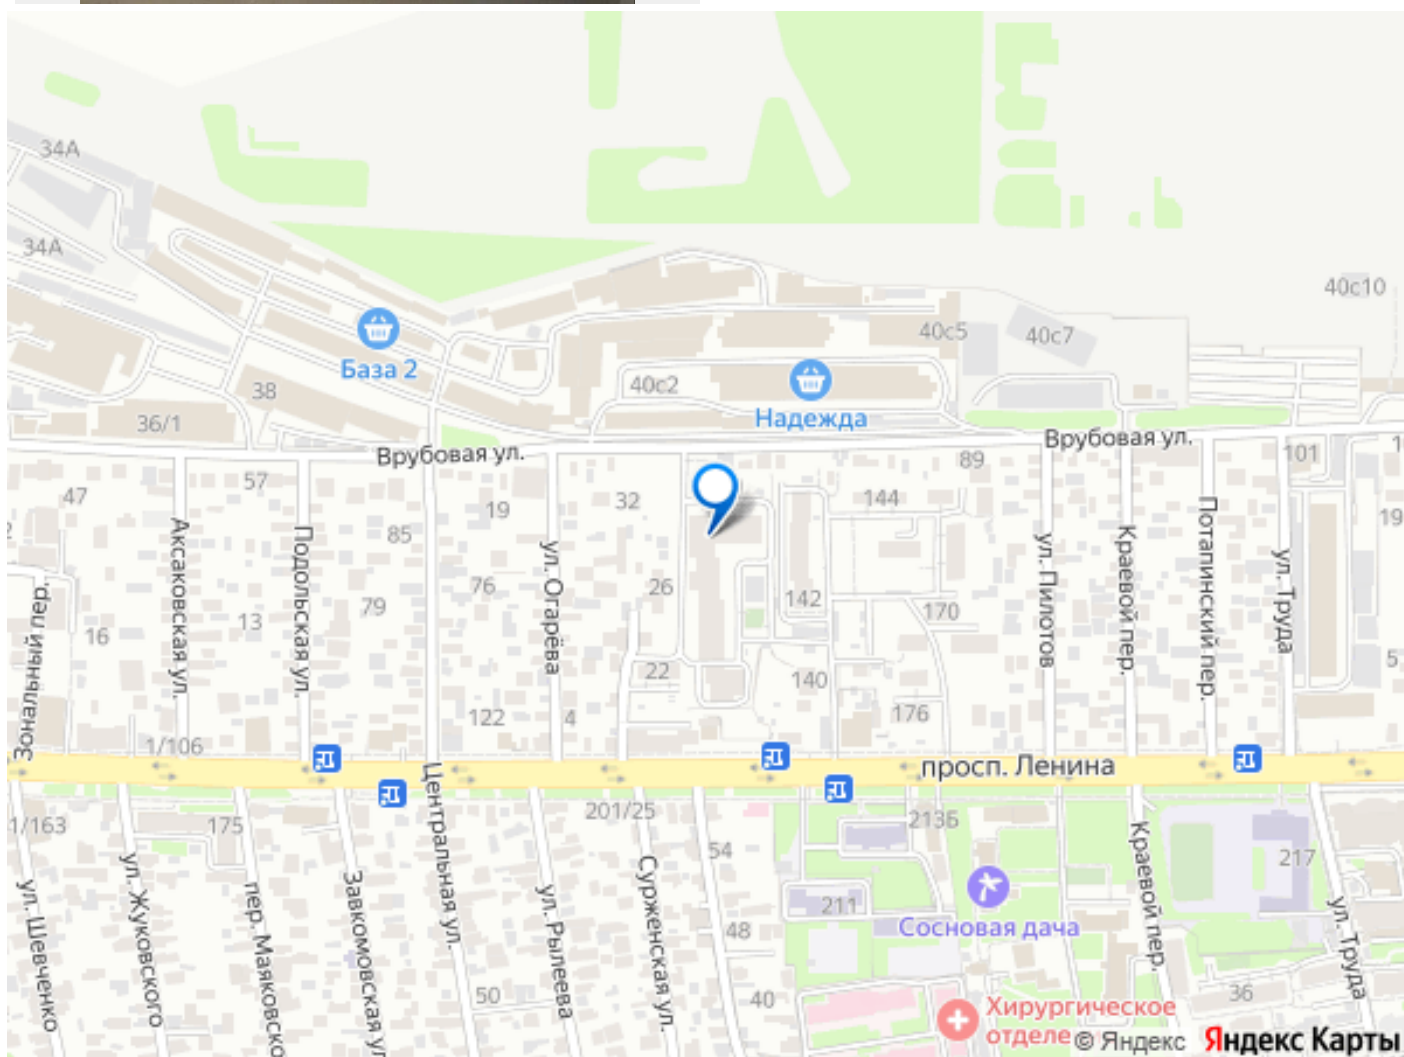 34А
34А
40с10
40с5
40с7
База 2
38
40с2
36/1
Надежда
Врубовая ул.
Врубовая ул.
101
1
57
89
47
32
144
19
19
85
2
Аксаковская ул.
Подольская ул.
ул. Огарёва
ул. Пилотов
Краевой пер.
Потапинский пер.
ул. Труда
76
26
142
79
170
13
16
Зональный пер.
22
140
5
122
4
176
1/106
просп. Ленина
Центральная ул.
201/25
1/163
175
213б
54
217
Краевой пер.
ул. Шевченко
ул. Жуковского
пер. Маяковско
Завкомовская ул
ул. Рылеева
Сурженская ул.
211
Сосновая дача
48
ул. Труда
50
40
36
Хирургическое
отделе
© Яндекс Яндекс Карты